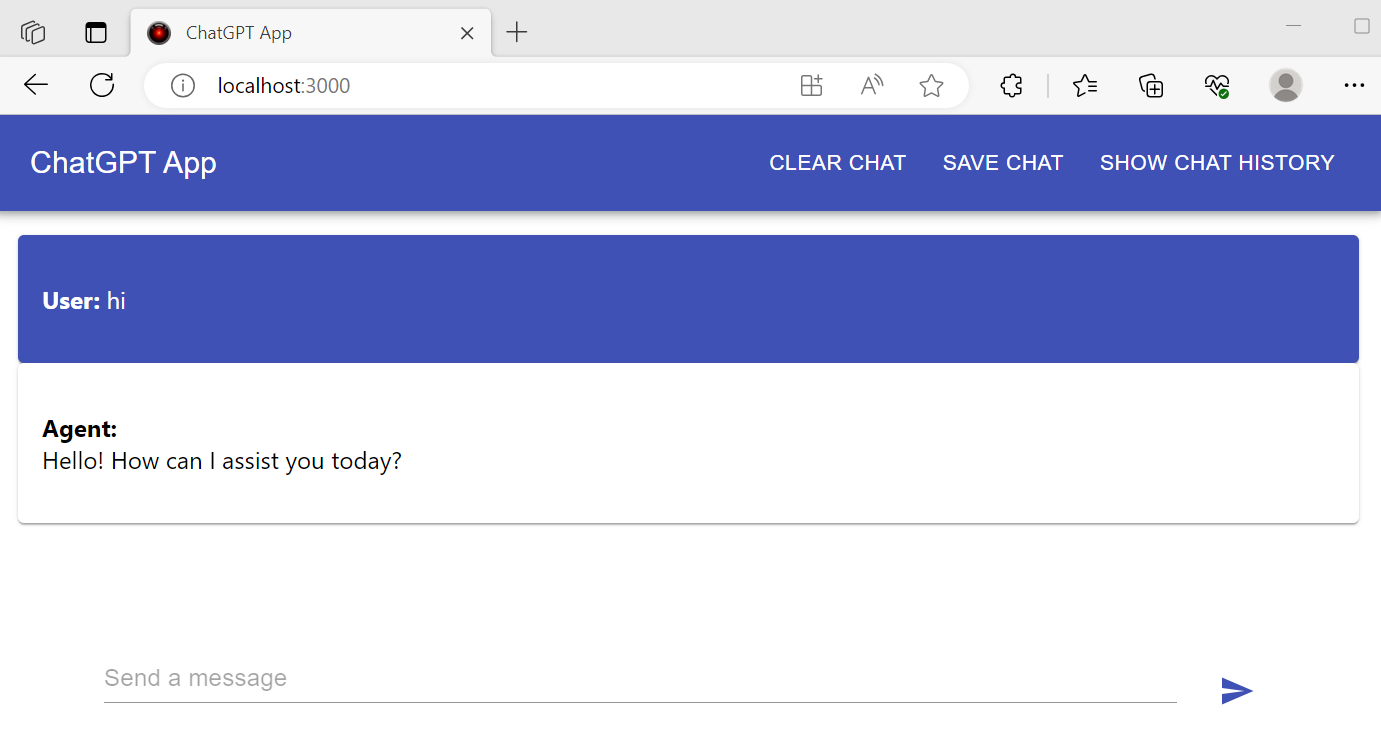 ChatGPT App
localhost:3000
ChatGPT App CLEAR CHAT SAVE CHAT SHOW CHAT HISTORY
User: hi
Agent:
Hello! How can I assist you today?
Send a message